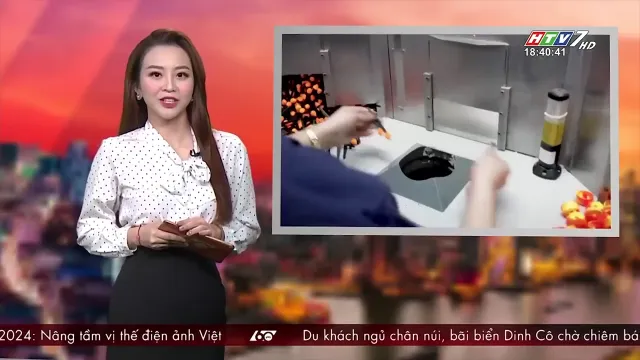 HTV7 HD
18:40:41
2024: Nâng tầm vị thế điện ảnh Việt 60 Du khách ngủ chân núi, bãi biển Dinh Cô chờ chiêm bá